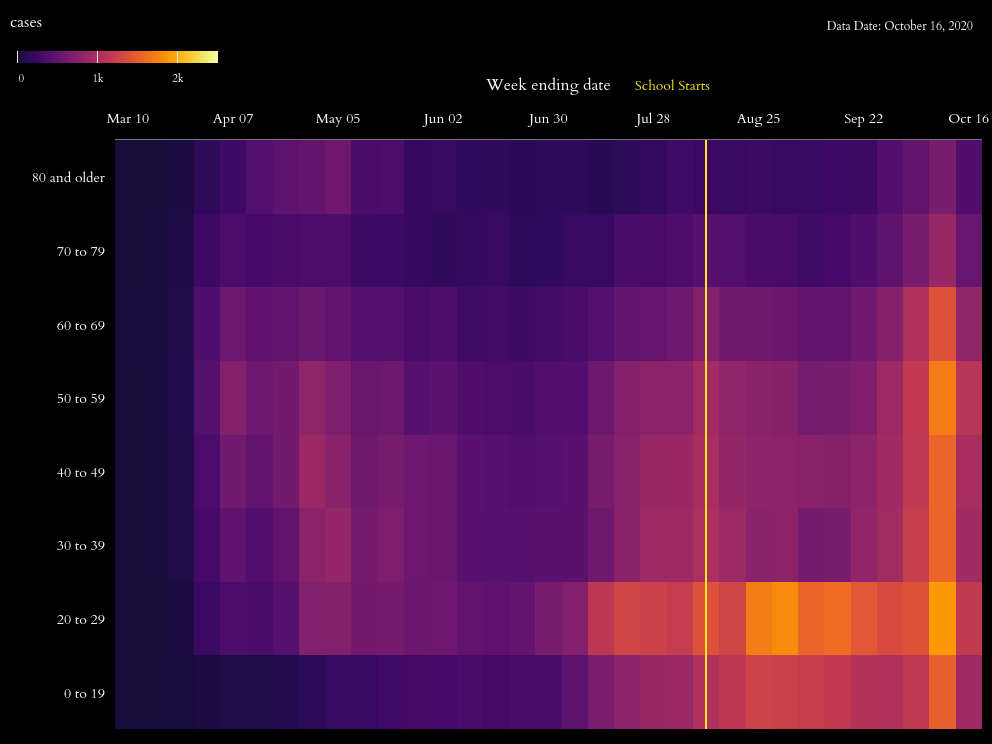 cases
Data Date: October 16, 2020
0 1k 2k
Week ending date School Starts
Mar 10 Apr 07 May 05 Jun 02 Jun 30 Jul 28 Aug 25 Sep 22 Oct 16
80 and older
70 to 79
60 to 69
50 to 59
40 to 49
30 to 39
20 to 29
0 to 19